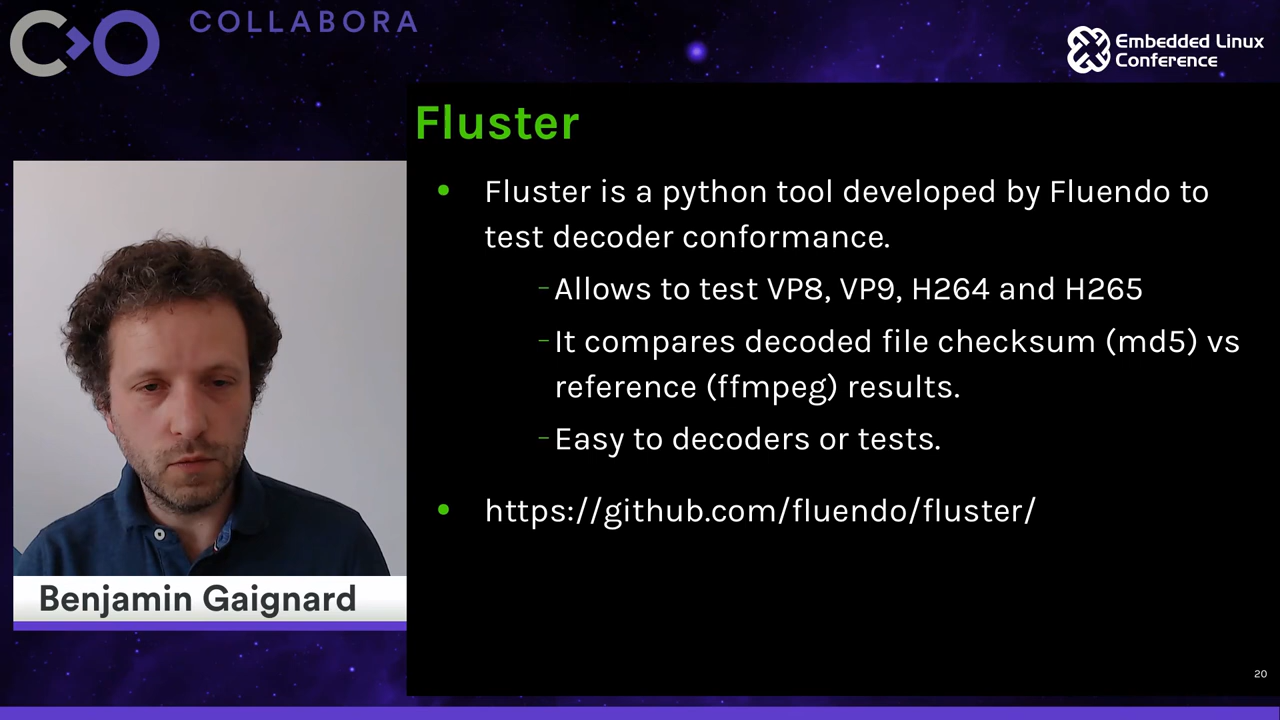 COLLABORA
Embedded Linux
Conference
Fluster
• Fluster is a python tool developed by Fluendo to
test decoder conformance.
–Allows to test VP8, VP9, H264 and H265
–It compares decoded file checksum (md5) vs
reference (ffmpeg) results.
–Easy to decoders or tests.
• https://github.com/fluendo/fluster/
Benjamin Gaignard
20